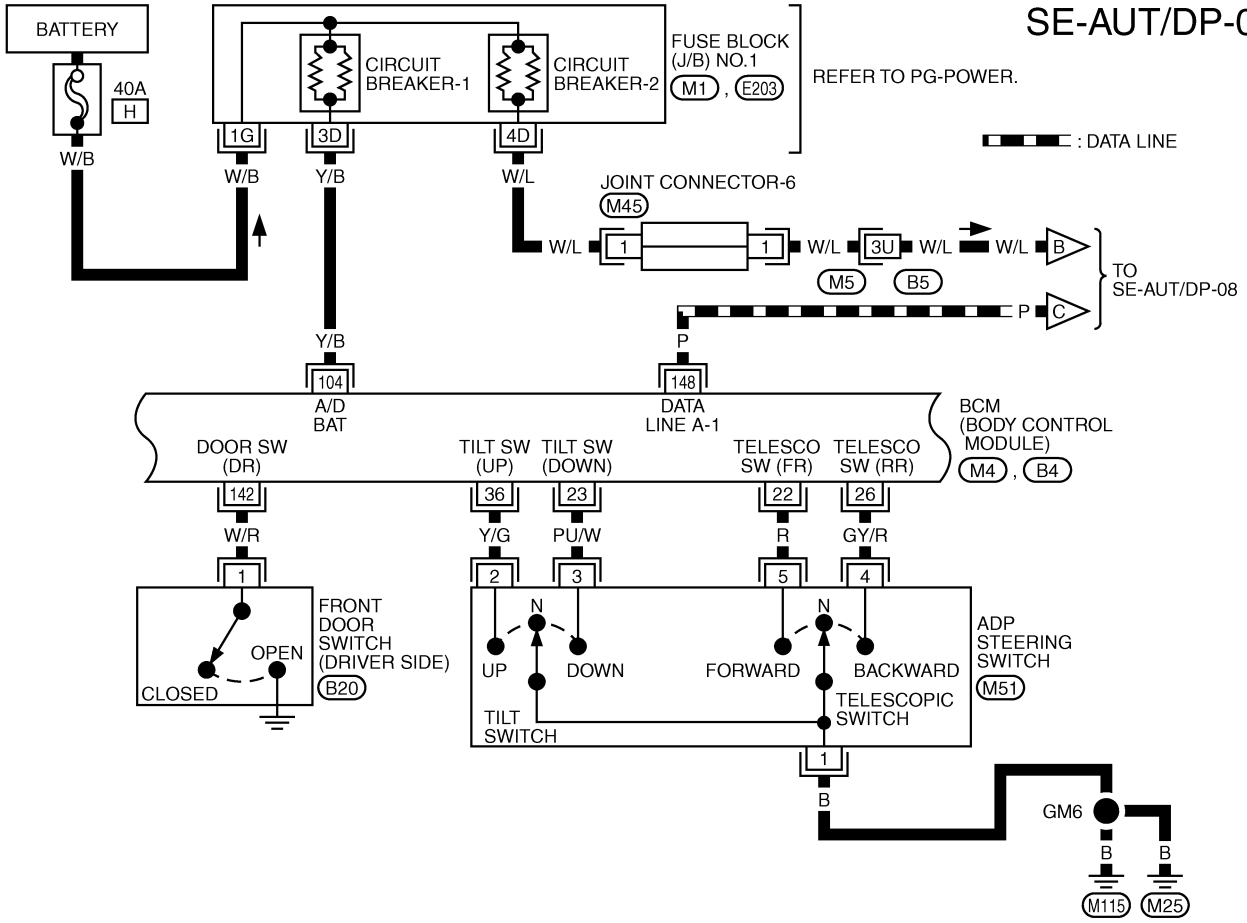 SE-AUT/DP-0
BATTERY
40A
H
W/B
CIRCUIT
BREAKER-1
CIRCUIT
BREAKER-2
FUSE BLOCK
(J/B) NO.1
M1 , E203
REFER TO PG-POWER.
1G
3D
4D
W/B
Y/B
W/L
: DATA LINE
JOINT CONNECTOR-6
M45
W/L
1
1
W/L
3U
W/L
W/L
B
M5
B5
TO
SE-AUT/DP-08
P
C
Y/B
P
104
148
A/D
BAT
DATA
LINE A-1
BCM
(BODY CONTROL
MODULE)
M4 , B4
DOOR SW
(DR)
TILT SW
(UP)
TILT SW
(DOWN)
TELESCO
SW (FR)
TELESCO
SW (RR)
142
36
23
22
26
W/R
Y/G
PU/W
R
GY/R
1
2
3
5
4
FRONT
DOOR
SWITCH
(DRIVER SIDE)
B20
OPEN
CLOSED
N
UP
DOWN
TILT
SWITCH
N
FORWARD
BACKWARD
TELESCOPIC
SWITCH
ADP
STEERING
SWITCH
M51
1
B
GM6
B
B
M115
M25